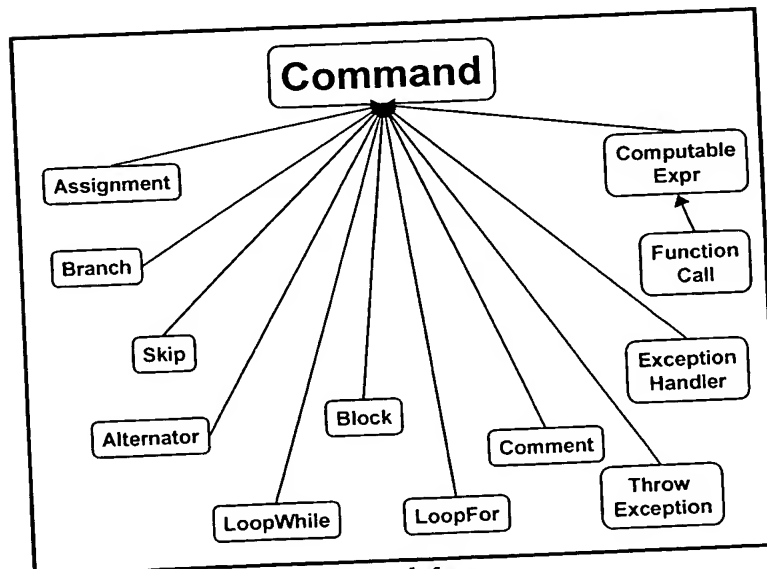 Command
Assignment
Computable
Expr
Branch
Function
Call
Skip
Exception
Handler
Alternator
Block
Comment
LoopWhile
LoopFor
Throw
Exception